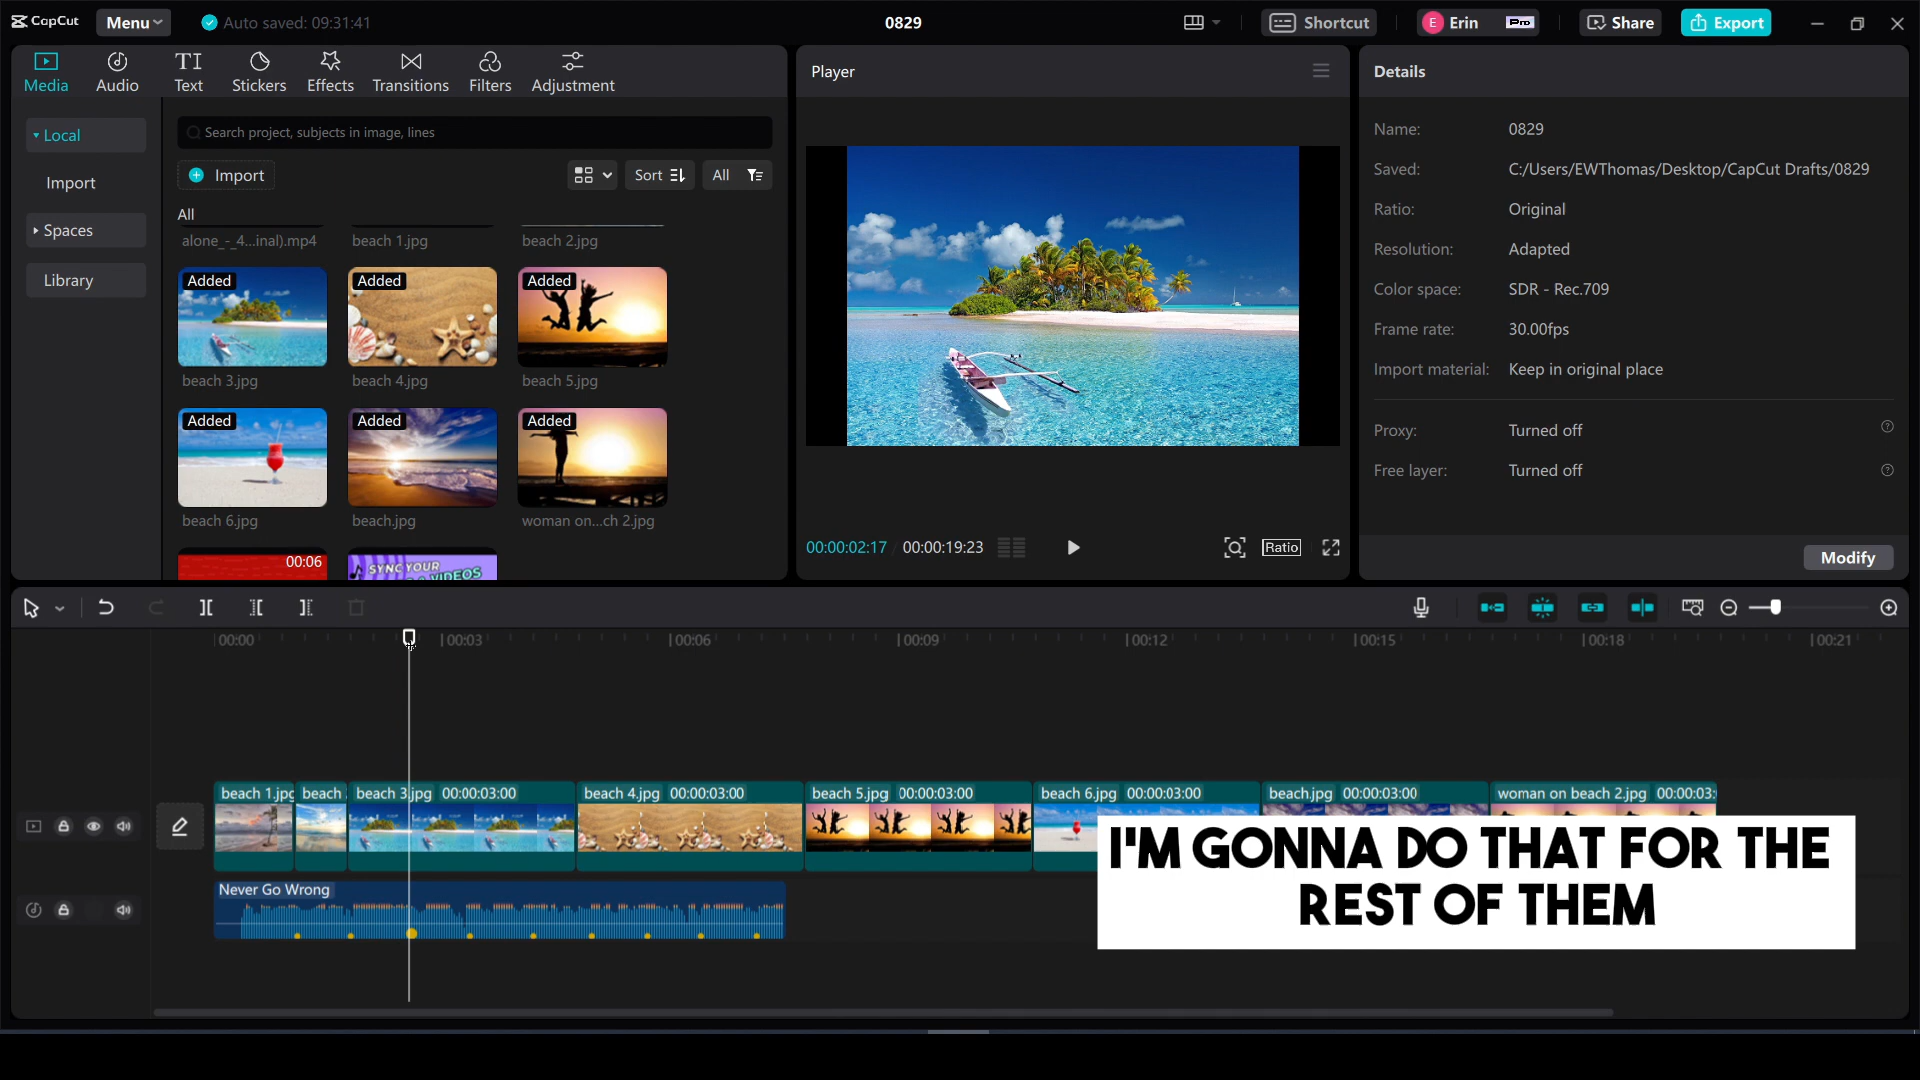 CapCut
Menu
Auto saved: 09:31:41
0829
Shortcut
E
Erin
Pro
Share
Export
Media
Audio
TI
Text
Stickers
Effects
Transitions
Filters
Adjustment
Player
Details
Local
Import
Spaces
Library
Search project, subjects in image, lines
Import
Sort
All
All
alone_-_4...inal).mp4
beach 1.jpg
beach 2.jpg
Added
Added
Added
beach 3.jpg
beach 4.jpg
beach 5.jpg
Added
Added
Added
beach 6.jpg
beach.jpg
woman on...ch 2.jpg
00:06
SYNC YOUR
VIDEOS
00:00:02:17
00:00:19:23
Ratio
Name: 0829
Saved: C:/Users/EWThomas/Desktop/CapCut Drafts/0829
Ratio: Original
Resolution: Adapted
Color space: SDR - Rec.709
Frame rate: 30.00fps
Import material: Keep in original place
Proxy: Turned off
Free layer: Turned off
Modify
00:00
00:03
00:06
00:09
00:12
00:15
00:18
00:21
beach 1.jpg
beach
beach 3.jpg 00:00:03:00
beach 4.jpg 00:00:03:00
beach 5.jpg 00:00:03:00
beach 6.jpg 00:00:03:00
beach.jpg 00:00:03:00
woman on beach 2.jpg 00:00:03:
Never Go Wrong
I'M GONNA DO THAT FOR THE
REST OF THEM